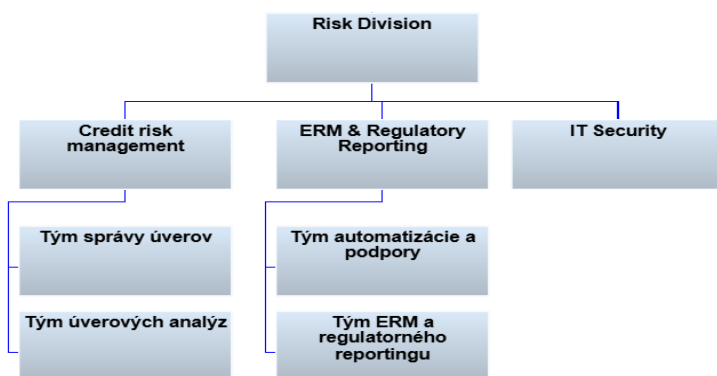 Risk Division
Credit risk
management
ERM & Regulatory
Reporting
IT Security
Tým správy úverov
Tým automatizácie a
podpory
Tým úverových analýz
Tým ERM a
regulatorného
reportingu